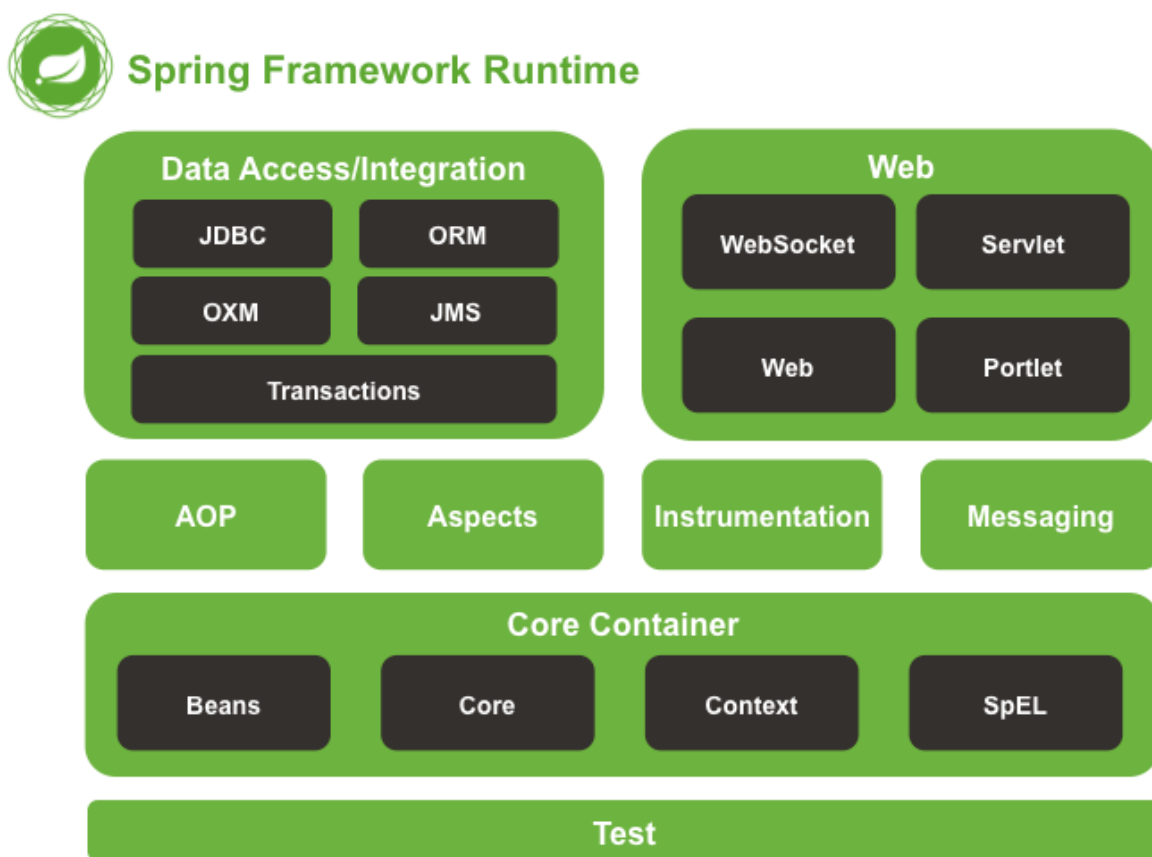 Spring Framework Runtime
Data Access/Integration
JDBC
ORM
OXM
JMS
Transactions
Web
WebSocket
Servlet
Web
Portlet
AOP
Aspects
Instrumentation
Messaging
Core Container
Beans
Core
Context
SpEL
Test